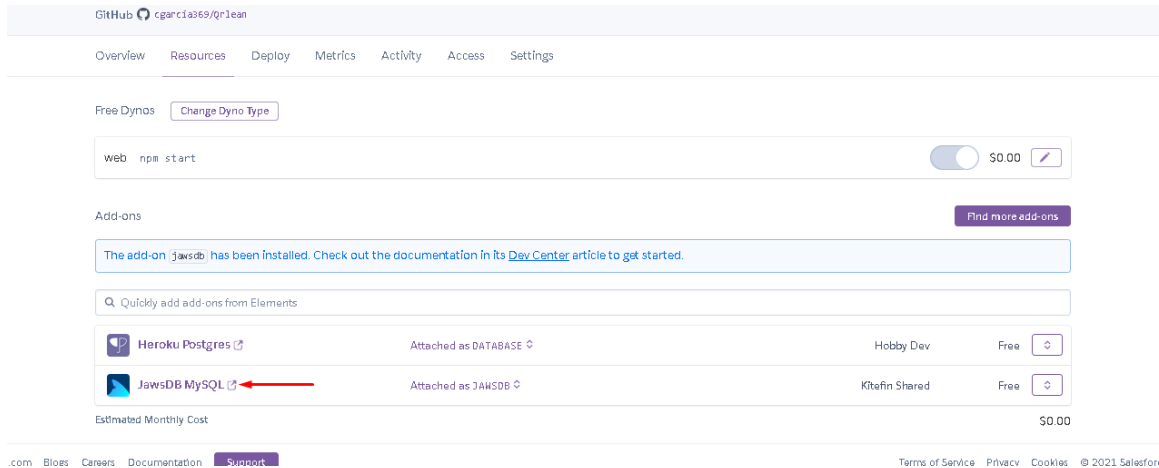 GitHub cgarcia369/Qrlean
Overview Resources Deploy Metrics Activity Access Settings
Free Dynos Change Dyno Type
web npm start $0.00
Add-ons Find more add-ons
The add-on jawsdb has been installed. Check out the documentation in its Dev Center article to get started.
Quickly add add-ons from Elements
Heroku Postgres Attached as DATABASE Hobby Dev Free
JawsDB MySQL Attached as JAWSDB Kitefin Shared Free
Estimated Monthly Cost $0.00
.com Blogs Careers Documentation Support Terms of Service Privacy Cookies © 2021 Salesfor